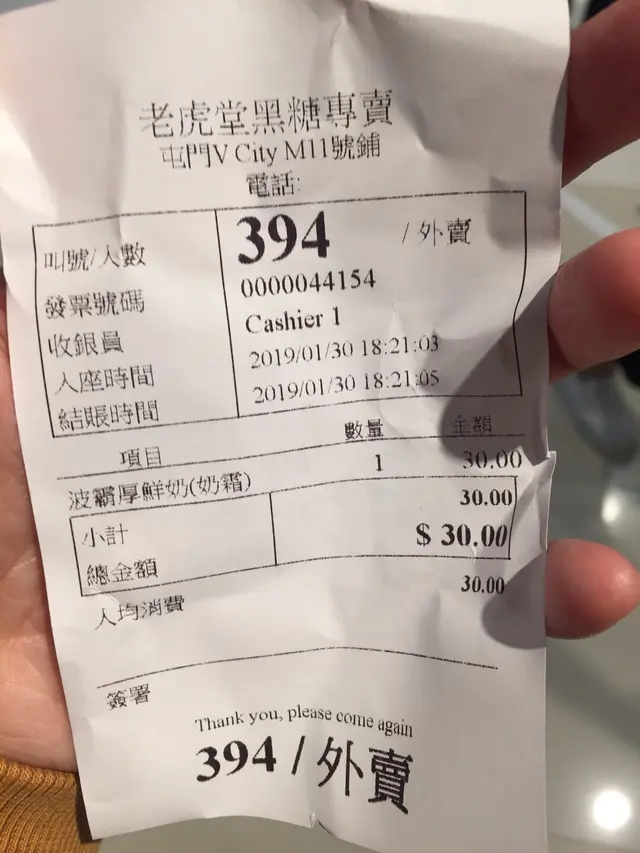 老虎堂黑糖專賣
屯門V City M11號鋪
電話:
叫號/人數 394 / 外賣
發票號碼 0000044154
收銀員 Cashier 1
入座時間 2019/01/30 18:21:03
結賬時間 2019/01/30 18:21:05
項目 數量 金額
波霸厚鮮奶(奶霜) 1 30.00
小計 30.00
總金額 $ 30.00
人均消費 30.00
簽署
Thank you, please come again
394 / 外賣